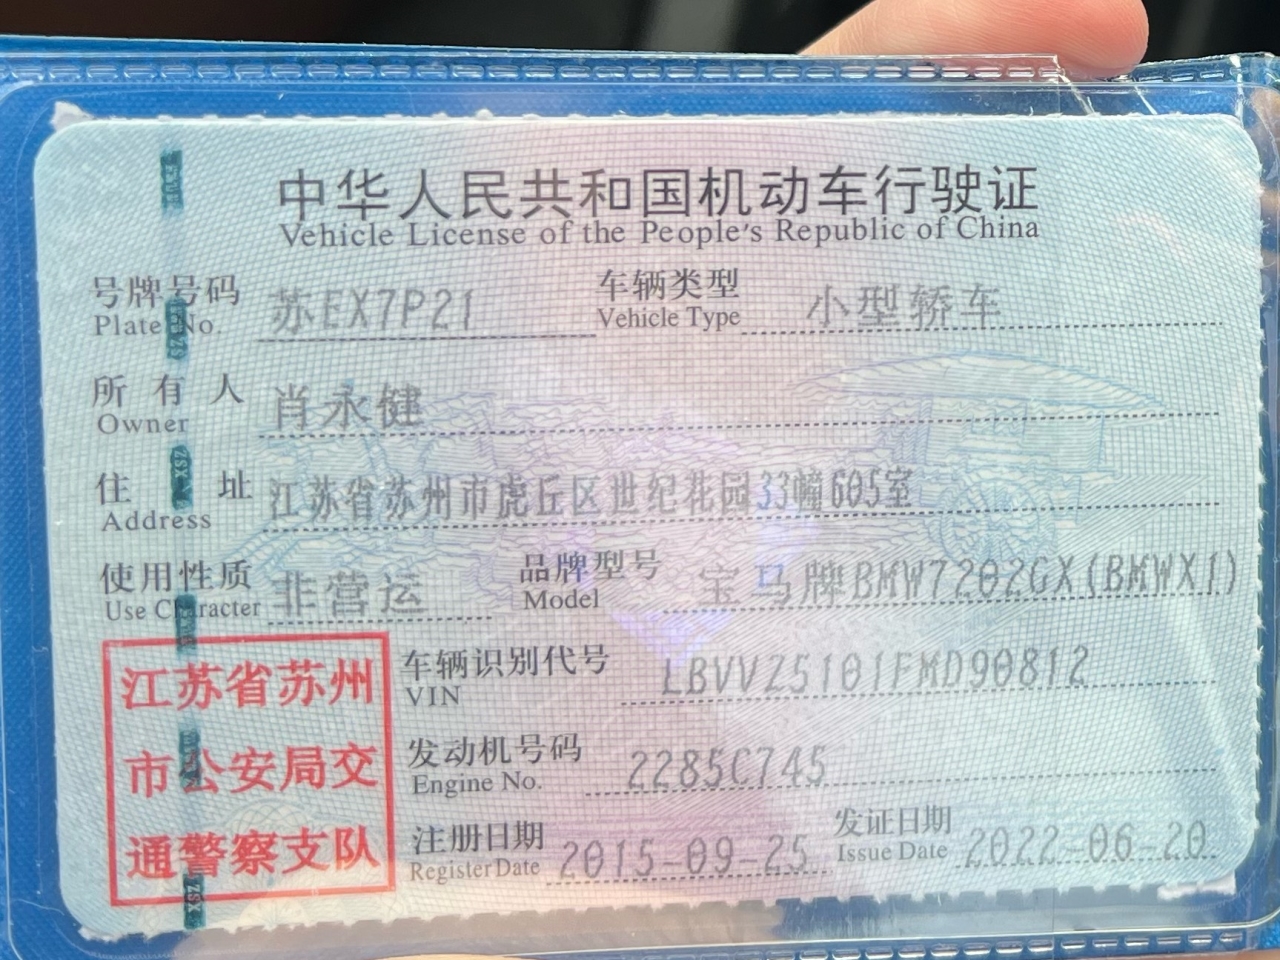 中华人民共和国机动车行驶证
Vehicle License of the People's Republic of China
号牌号码 苏EX7P21 车辆类型 小型轿车
Plate No. Vehicle Type
所有人 肖永健
Owner
住址 江苏省苏州市虎丘区世纪花园33幢605室
Address
使用性质 非营运 品牌型号 宝马牌BMW7202GX(BMWX1)
Use Character Model
江苏省苏州
市公安局交
通警察支队
车辆识别代号 LBVVZ5101FMD90812
VIN
发动机号码 2285C745
Engine No.
注册日期 2015-09-25 发证日期 2022-06-20
Register Date Issue Date